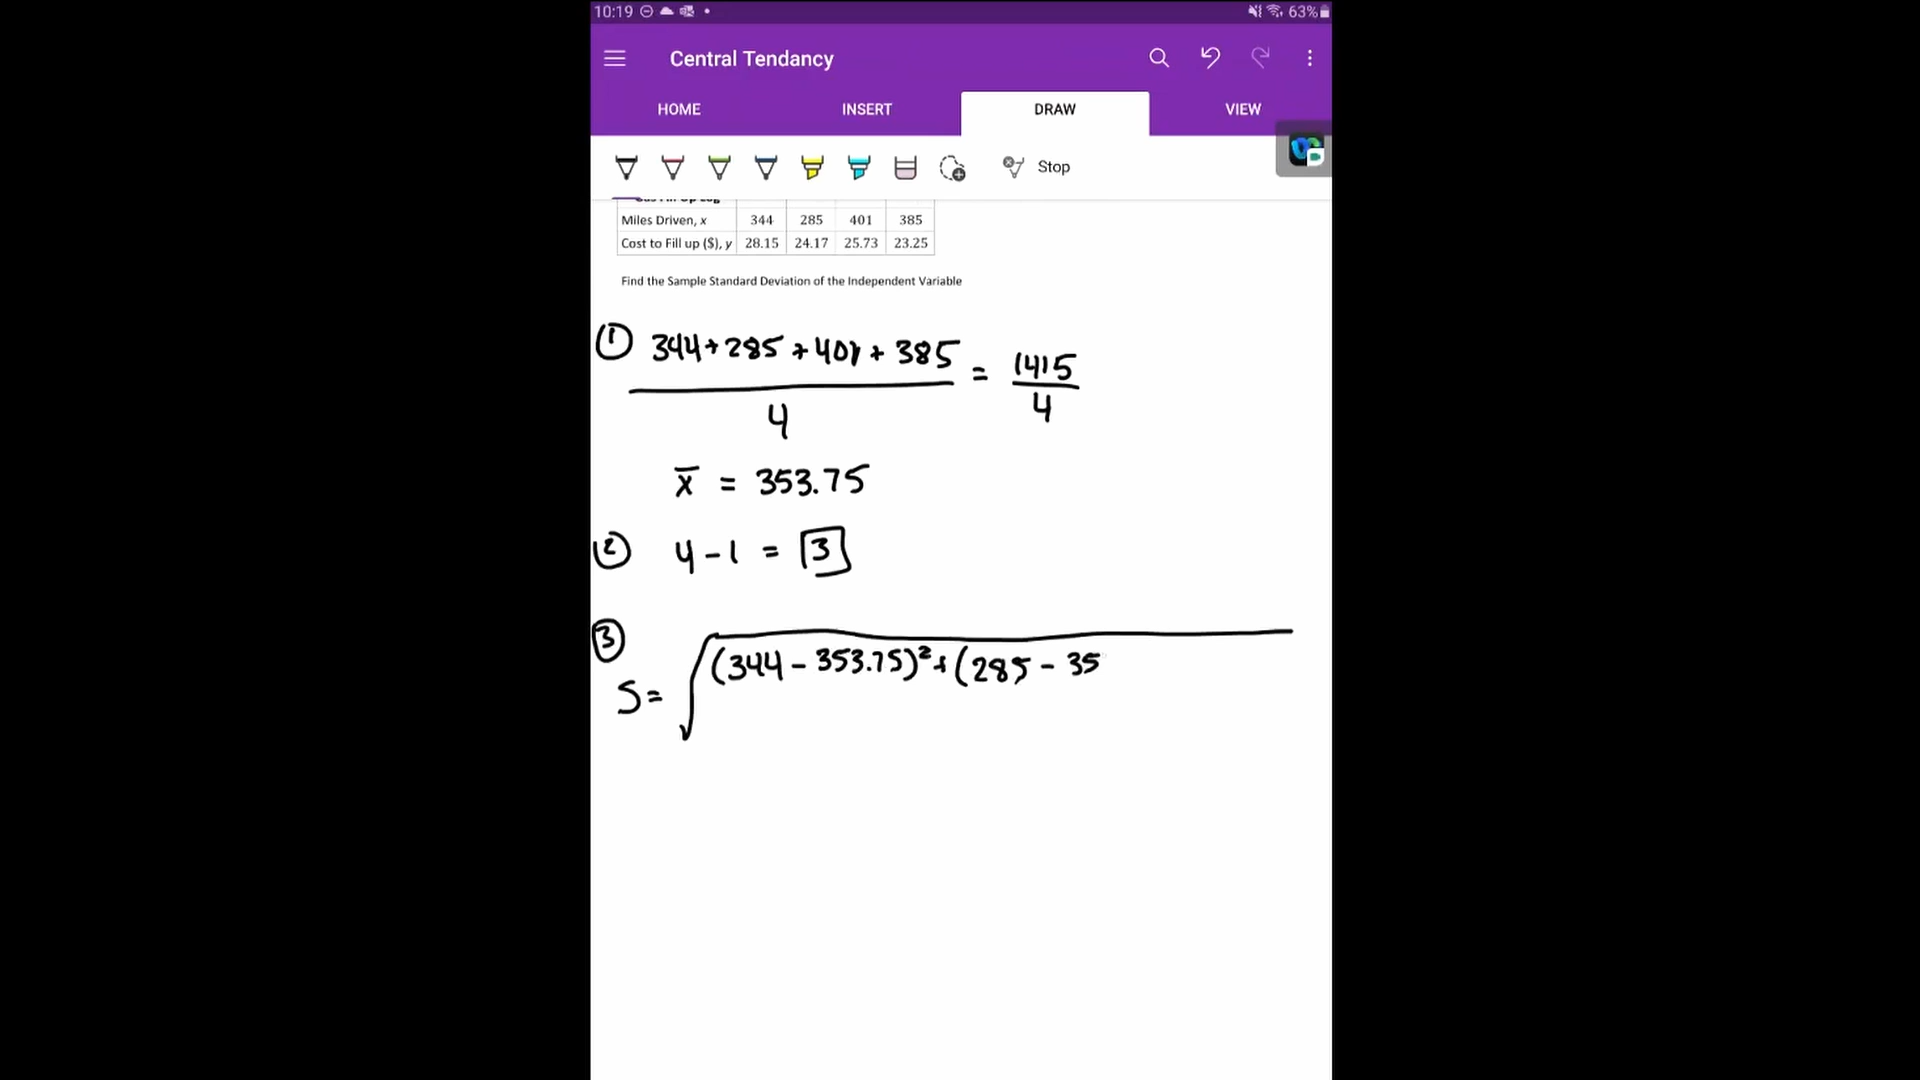 10:19 63%
Central Tendancy
HOME INSERT DRAW VIEW
Stop
Miles Driven, x 344 285 401 385
Cost to Fill up ($), y 28.15 24.17 25.73 23.25
Find the Sample Standard Deviation of the Independent Variable
① 344+285+401+385
= 1415
4
4
x̄ = 353.75
② 4-1 = 3
③
(344-353.75)²+(285-35
S= √